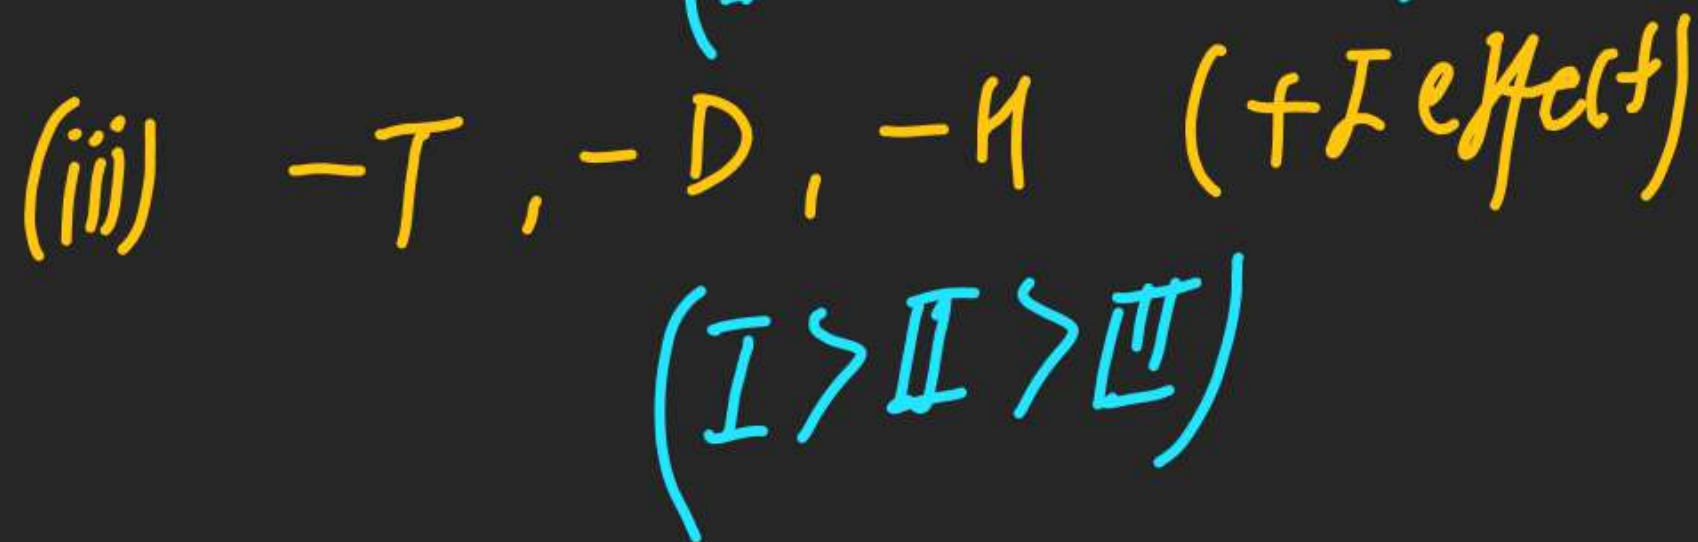 (iii) -T, -D, -H (+I effect)
(I > II > III)